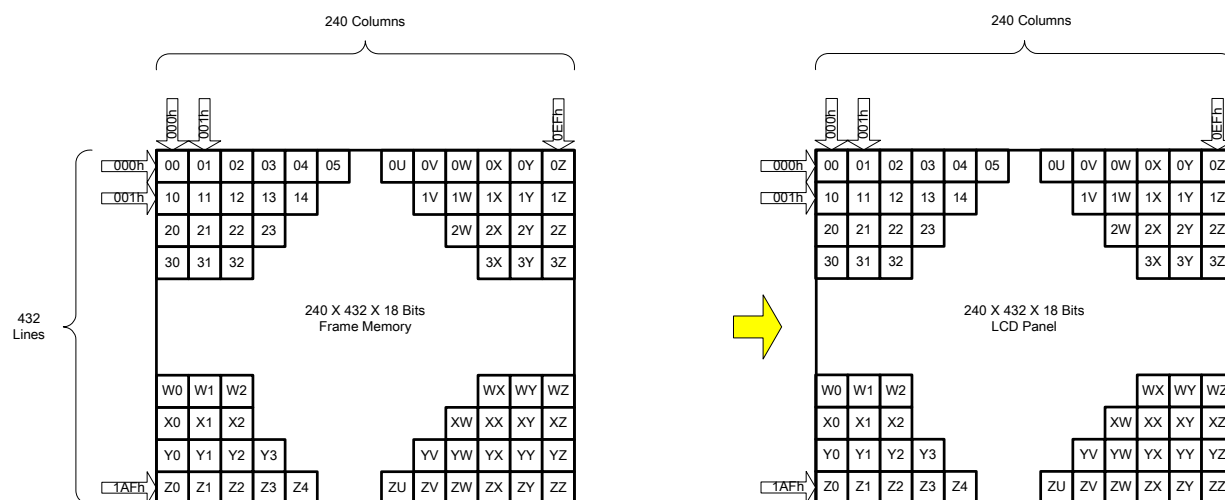 240 Columns 240 Columns
000h 001h 0EFh 000h 001h 0EFh
000h 00 01 02 03 04 05 0U 0V 0W 0X 0Y 0Z 000h 00 01 02 03 04 05 0U 0V 0W 0X 0Y 0Z
001h 10 11 12 13 14 1V 1W 1X 1Y 1Z 001h 10 11 12 13 14 1V 1W 1X 1Y 1Z
20 21 22 23 2W 2X 2Y 2Z 20 21 22 23 2W 2X 2Y 2Z
30 31 32 3X 3Y 3Z 30 31 32 3X 3Y 3Z
432
Lines
240 X 432 X 18 Bits
Frame Memory
240 X 432 X 18 Bits
LCD Panel
W0 W1 W2 WX WY WZ W0 W1 W2 WX WY WZ
X0 X1 X2 XW XX XY XZ X0 X1 X2 XW XX XY XZ
Y0 Y1 Y2 Y3 YV YW YX YY YZ Y0 Y1 Y2 Y3 YV YW YX YY YZ
1AFh Z0 Z1 Z2 Z3 Z4 ZU ZV ZW ZX ZY ZZ 1AFh Z0 Z1 Z2 Z3 Z4 ZU ZV ZW ZX ZY ZZ